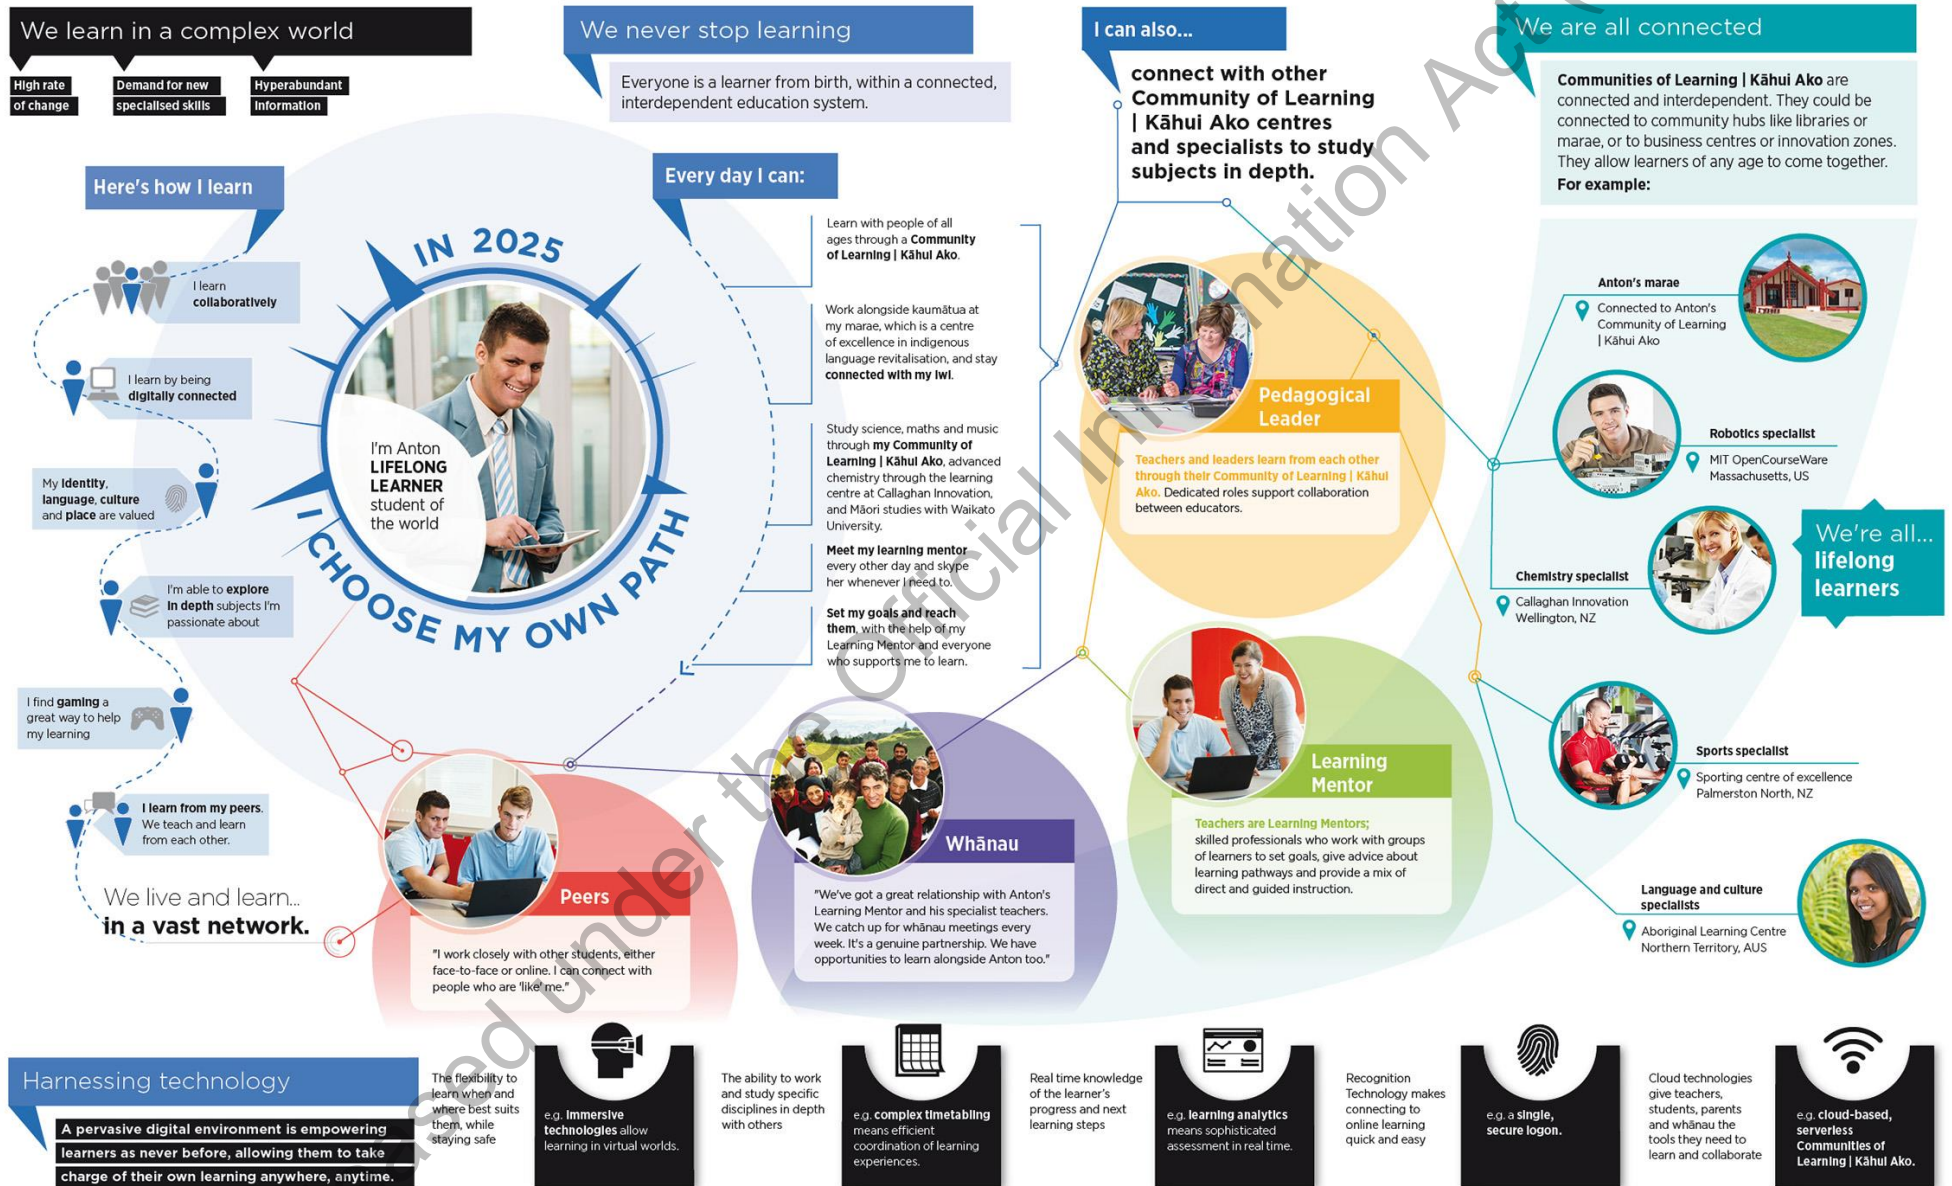 We learn in a complex world
High rate
of change
Demand for new
specialised skills
Hyperabundant
Information
We never stop learning
Everyone is a learner from birth, within a connected,
interdependent education system.
I can also...
connect with other
Community of Learning
| Kāhui Ako centres
and specialists to study
subjects in depth.
We are all connected
Communities of Learning | Kāhui Ako are
connected and interdependent. They could be
connected to community hubs like libraries or
marae, or to business centres or innovation zones.
They allow learners of any age to come together.
For example:
Here's how I learn
I learn
collaboratively
I learn by being
digitally connected
My identity,
language, culture
and place are valued
I'm able to explore
in depth subjects I'm
passionate about
I find gaming a
great way to help
my learning
I learn from my peers.
We teach and learn
from each other.
We live and learn...
in a vast network.
IN 2025
I'm Anton
LIFELONG
LEARNER
student of
the world
I CHOOSE MY OWN PATH
Every day I can:
Learn with people of all
ages through a Community
of Learning | Kāhui Ako.
Work alongside kaumātua at
my marae, which is a centre
of excellence in indigenous
language revitalisation, and stay
connected with my iwi.
Study science, maths and music
through my Community of
Learning | Kāhui Ako, advanced
chemistry through the learning
centre at Callaghan Innovation,
and Māori studies with Waikato
University.
Meet my learning mentor
every other day and skype
her whenever I need to.
Set my goals and reach
them, with the help of my
Learning Mentor and everyone
who supports me to learn.
Pedagogical
Leader
Teachers and leaders learn from each other
through their Community of Learning | Kāhui
Ako. Dedicated roles support collaboration
between educators.
Learning
Mentor
Teachers are Learning Mentors;
skilled professionals who work with groups
of learners to set goals, give advice about
learning pathways and provide a mix of
direct and guided instruction.
Whānau
"We've got a great relationship with Anton's
Learning Mentor and his specialist teachers.
We catch up for whānau meetings every
week. It's a genuine partnership. We have
opportunities to learn alongside Anton too."
Peers
"I work closely with other students, either
face-to-face or online. I can connect with
people who are 'like' me."
Anton's marae
Connected to Anton's
Community of Learning
| Kāhui Ako
Robotics specialist
MIT OpenCourseWare
Massachusetts, US
Chemistry specialist
Callaghan Innovation
Wellington, NZ
We're all...
lifelong
learners
Sports specialist
Sporting centre of excellence
Palmerston North, NZ
Language and culture
specialists
Aboriginal Learning Centre
Northern Territory, AUS
Harnessing technology
A pervasive digital environment is empowering
learners as never before, allowing them to take
charge of their own learning anywhere, anytime.
The flexibility to
learn when and
where best suits
them, while
staying safe
e.g. immersive
technologies allow
learning in virtual worlds.
The ability to work
and study specific
disciplines in depth
with others
e.g. complex timetabling
means efficient
coordination of learning
experiences.
Real time knowledge
of the learner's
progress and next
learning steps
e.g. learning analytics
means sophisticated
assessment in real time.
Recognition
Technology makes
connecting to
online learning
quick and easy
e.g. a single,
secure logon.
Cloud technologies
give teachers,
students, parents
and whānau the
tools they need to
learn and collaborate
e.g. cloud-based,
serverless
Communities of
Learning | Kāhui Ako.
ased under the Official Information Act